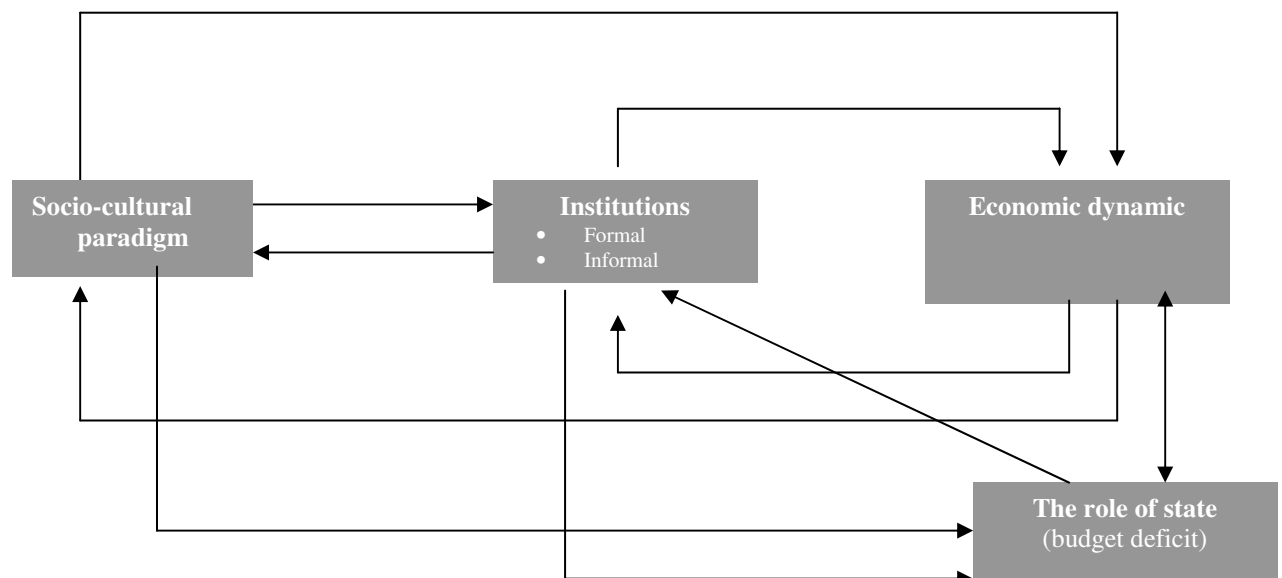 Socio-cultural
paradigm
Institutions
• Formal
• Informal
Economic dynamic
The role of state
(budget deficit)